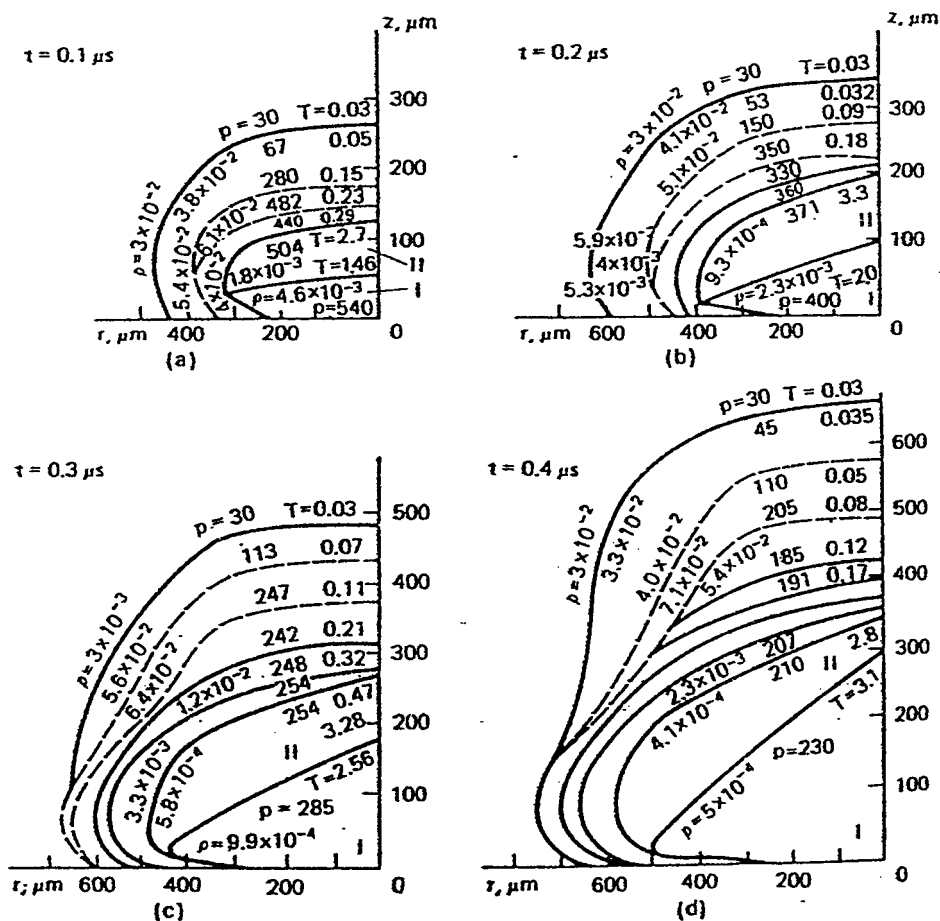 z, μm
τ = 0.1 μs
300
200
100
0
p = 30 T=0.03
67 0.05
280 0.15
482 0.23
440 0.29
504 T=2.7
II
1.8×10⁻³ T=1.46
ρ=4.6×10⁻³ I
p=540
ρ=3×10⁻²
3.8×10⁻²
5.4×10⁻²
6.1×10⁻²
4×10⁻²
r, μm 400 200
(a)
z, μm
τ = 0.2 μs
300
200
100
0
p = 30 T=0.03
53 0.032
150 0.09
350 0.18
330
360
371 3.3
II
ρ=3×10⁻²
4.1×10⁻²
5.1×10⁻²
5.9×10⁻
4×10⁻³
5.3×10⁻³
9.3×10⁻⁴
ρ=2.3×10⁻³ T=20
p=400 I
r, μm 600 400 200
(b)
τ = 0.3 μs
500
400
300
200
100
0
p = 30 T=0.03
113 0.07
247 0.11
242 0.21
248 0.32
254
254 0.47
3.28
II
T=2.56
p = 285
ρ=9.9×10⁻⁴ I
ρ=3×10⁻³
5.6×10⁻²
6.4×10⁻²
1.2×10⁻²
3.3×10⁻³
5.8×10⁻⁴
r, μm 600 400 200
(c)
τ = 0.4 μs
600
500
400
300
200
100
0
p=30 T = 0.03
45 0.035
110 0.05
205 0.08
185 0.12
191 0.17
207
210 II 2.8
T=3.1
p=230
ρ=5×10⁻⁴
I
ρ=3×10⁻²
3.3×10⁻²
4.0×10⁻²
7.1×10⁻²
5.4×10⁻²
2.3×10⁻³
4.1×10⁻⁴
r, μm 600 400 200
(d)